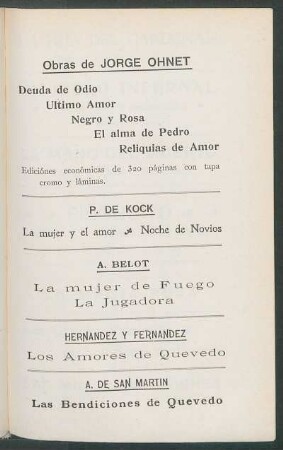 Obras de JORGE OHNET
Deuda de Odio
Ultimo Amor
Negro y Rosa
El alma de Pedro
Reliquias de Amor
Ediciónes económicas de 320 páginas con tapa
cromo y láminas.
P. DE KOCK
La mujer y el amor Noche de Novios
A. BELOT
La mujer de Fuego
La Jugadora
HERNANDEZ Y FERNANDEZ
Los Amores de Quevedo
A. DE SAN MARTIN
Las Bendiciones de Quevedo